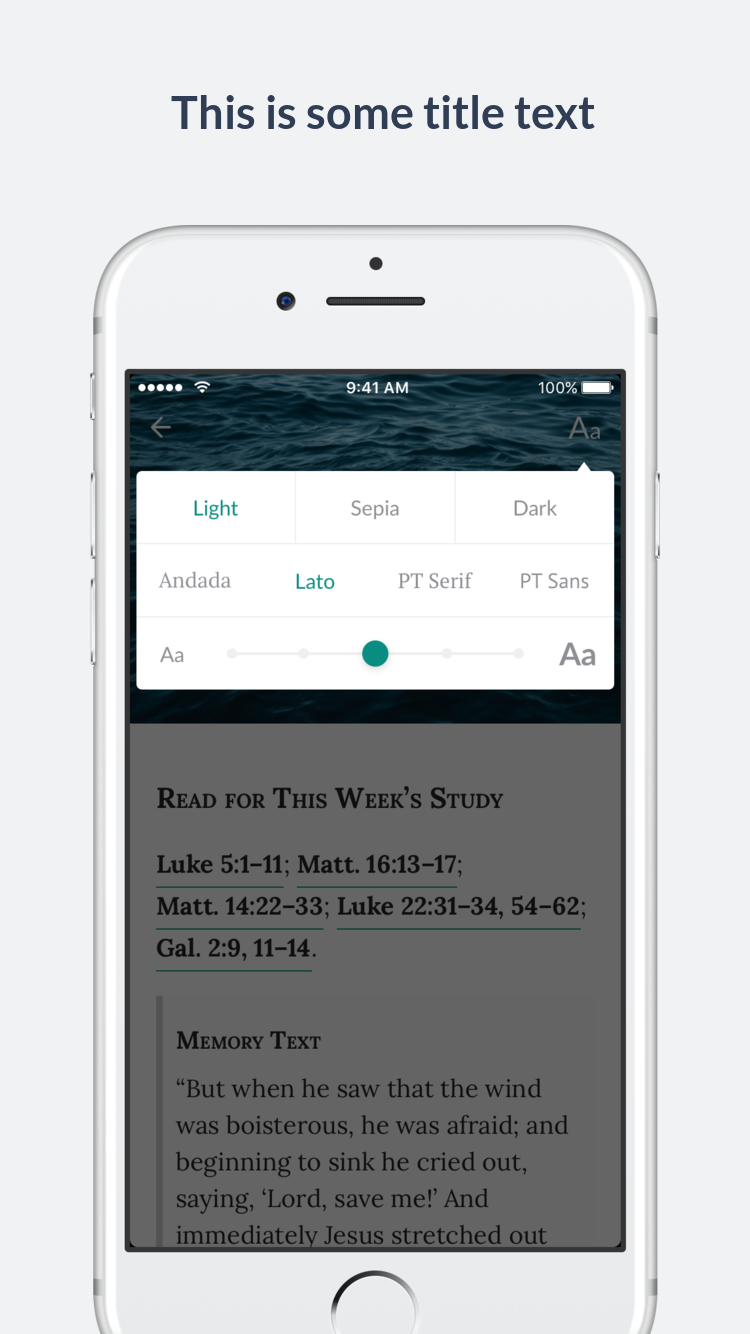 This is some title text
9:41 AM 100%
Aa
Light Sepia Dark
Andada Lato PT Serif PT Sans
Aa Aa
Read for This Week’s Study
Luke 5:1–11; Matt. 16:13–17;
Matt. 14:22–33; Luke 22:31–34, 54–62;
Gal. 2:9, 11–14.
Memory Text
“But when he saw that the wind
was boisterous, he was afraid; and
beginning to sink he cried out,
saying, ‘Lord, save me!’ And
immediately Jesus stretched out